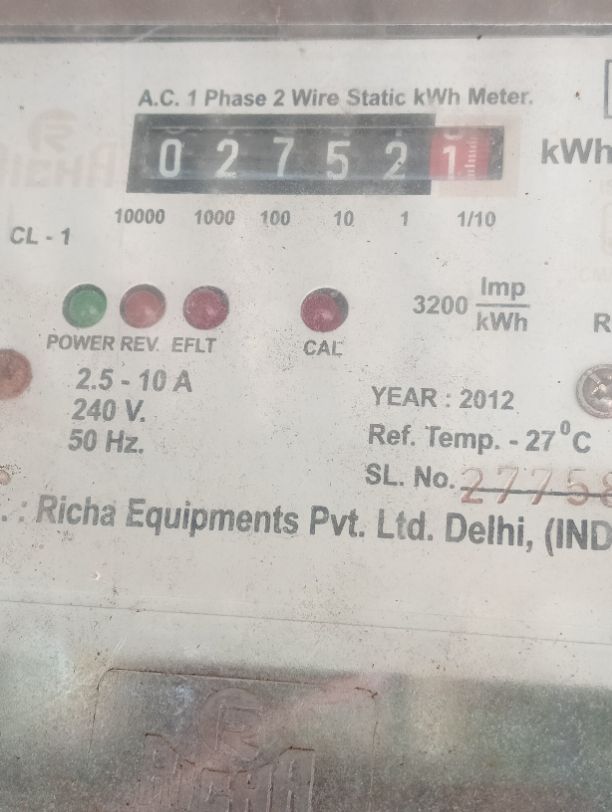 A.C. 1 Phase 2 Wire Static kWh Meter.
0 2 7 5 2 1 kWh
10000 1000 100 10 1 1/10
CL - 1
3200 Imp
kWh
POWER REV. EFLT CAL
2.5 - 10 A
240 V.
50 Hz.
YEAR : 2012
Ref. Temp. - 27°C
SL. No. 27758
: Richa Equipments Pvt. Ltd. Delhi, (IND